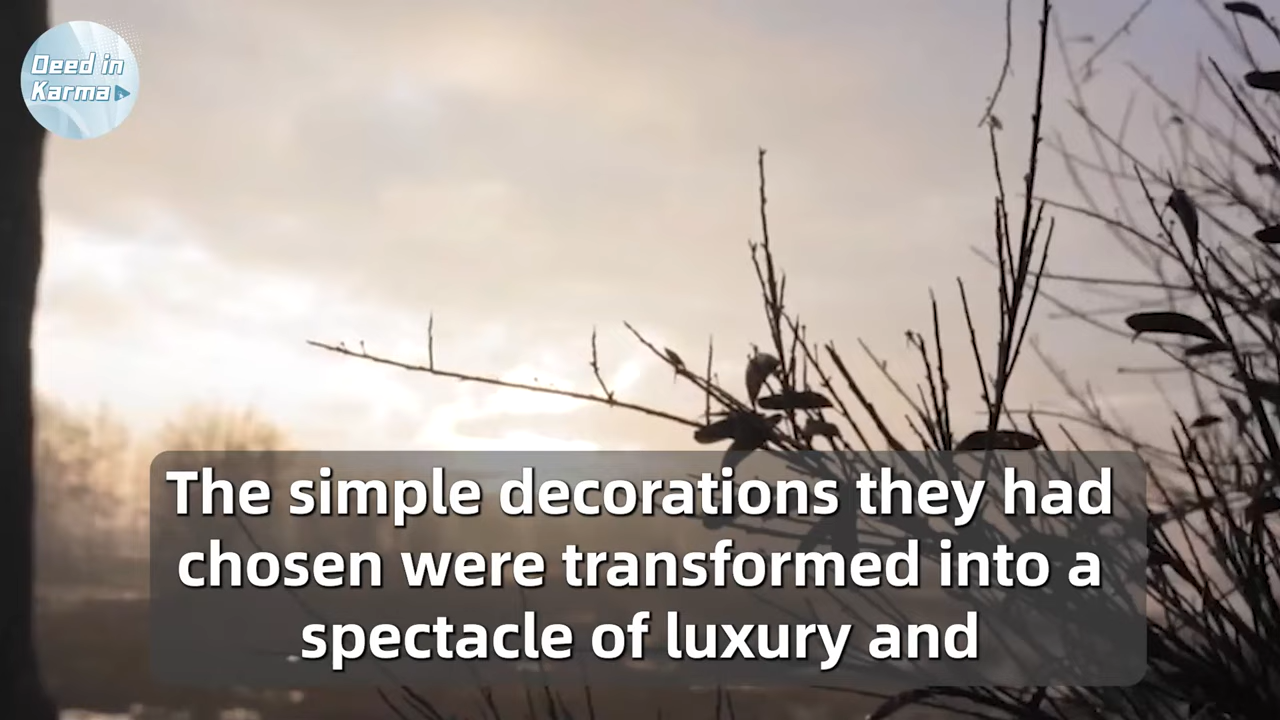 Deed in
Karma
The simple decorations they had
chosen were transformed into a
spectacle of luxury and